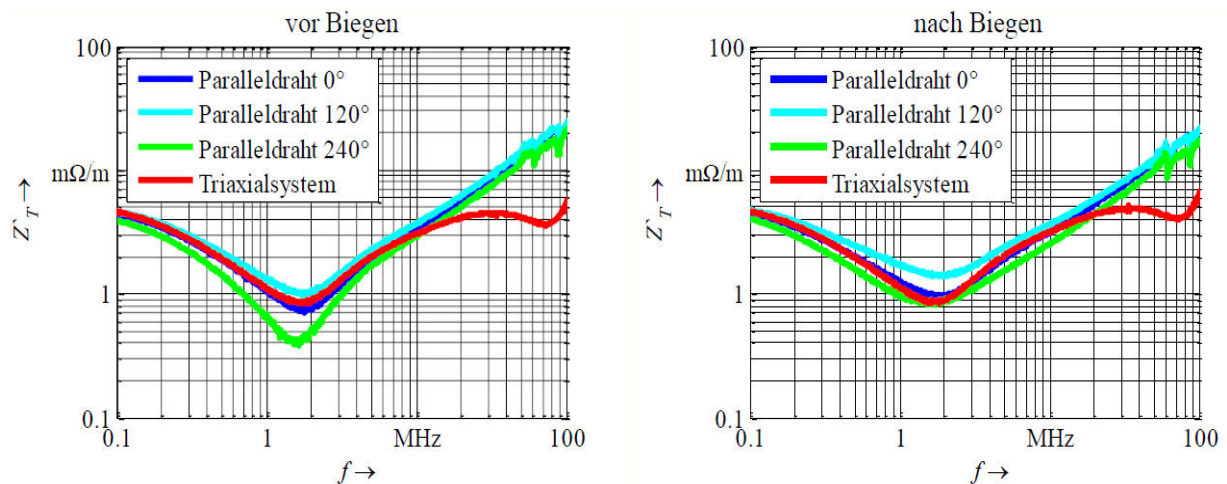 vor Biegen
100
Paralleldraht 0°
Paralleldraht 120°
Paralleldraht 240°
Triaxialsystem
mΩ/m
Z`T →
1
0.1
0.1 1 MHz 100
f →
nach Biegen
100
Paralleldraht 0°
Paralleldraht 120°
Paralleldraht 240°
Triaxialsystem
mΩ/m
Z`T →
1
0.1
0.1 1 MHz 100
f →